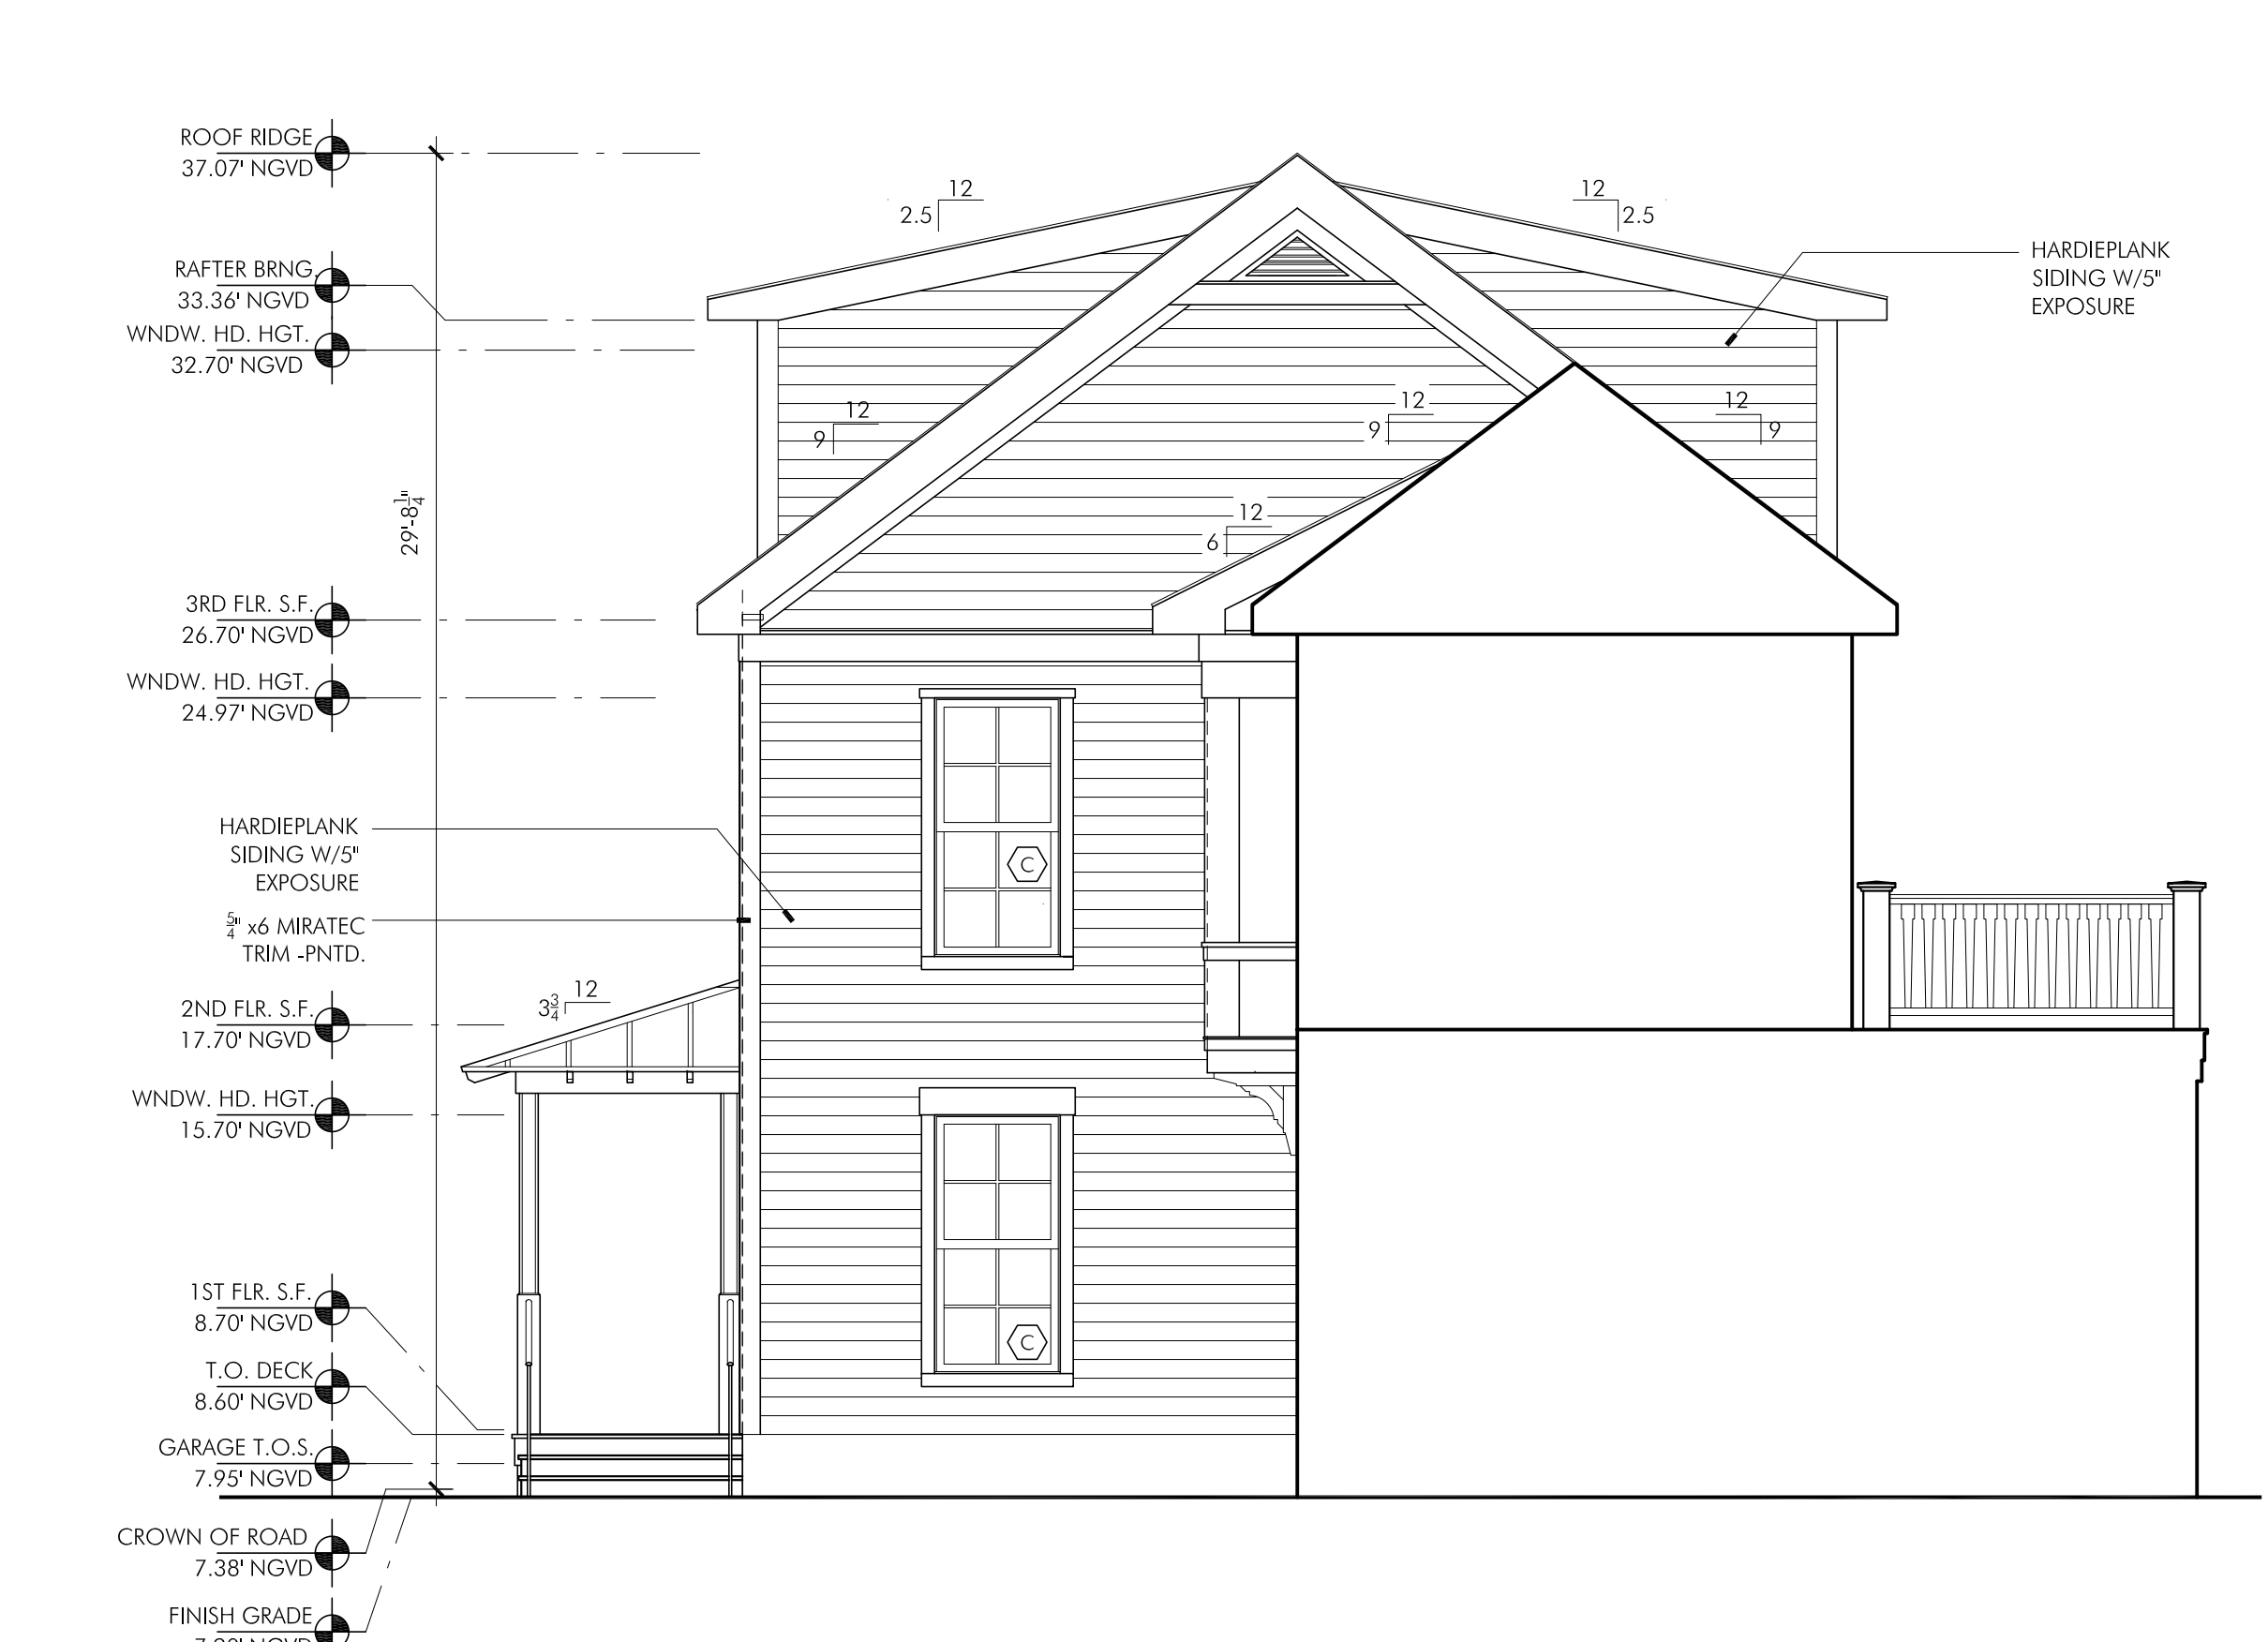 ROOF RIDGE
37.07' NGVD
RAFTER BRNG.
33.36' NGVD
WNDW. HD. HGT.
32.70' NGVD
12
2.5
12
2.5
HARDIEPLANK
SIDING W/5"
EXPOSURE
12
9
12
9
12
9
12
6
29'-8 1/4"
3RD FLR. S.F.
26.70' NGVD
WNDW. HD. HGT.
24.97' NGVD
HARDIEPLANK
SIDING W/5"
EXPOSURE
5/4" x6 MIRATEC
TRIM -PNTD.
C
12
3 3/4
2ND FLR. S.F.
17.70' NGVD
WNDW. HD. HGT.
15.70' NGVD
1ST FLR. S.F.
8.70' NGVD
C
T.O. DECK
8.60' NGVD
GARAGE T.O.S.
7.95' NGVD
CROWN OF ROAD
7.38' NGVD
FINISH GRADE
NGVD